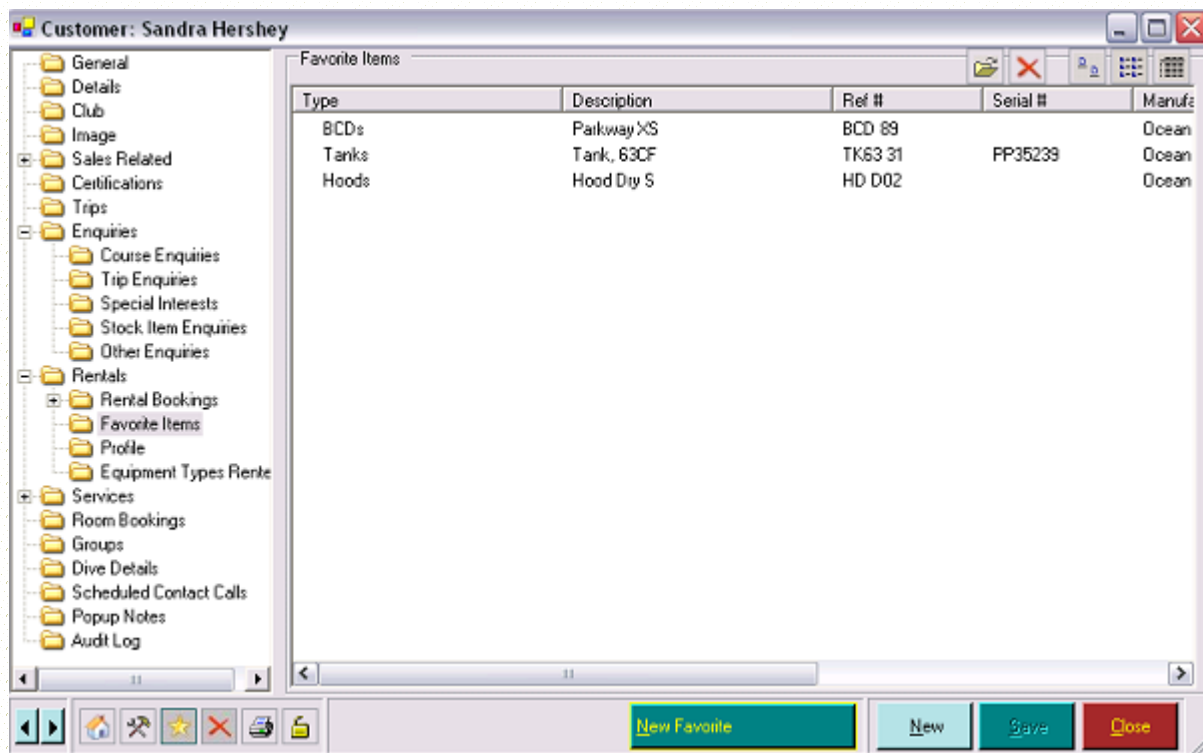 Customer: Sandra Hershey
General
Details
Club
Image
Sales Related
Certifications
Trips
Enquiries
Course Enquiries
Trip Enquiries
Special Interests
Stock Item Enquiries
Other Enquiries
Rentals
Rental Bookings
Favorite Items
Profile
Equipment Types Rente
Services
Room Bookings
Groups
Dive Details
Scheduled Contact Calls
Popup Notes
Audit Log
Favorite Items
Type Description Ref # Serial # Manufa
BCDs Parkway XS BCD 89 Ocean
Tanks Tank, 63CF TK63 31 PP35239 Ocean
Hoods Hood Dry S HD D02 Ocean
New Favorite New Save Close